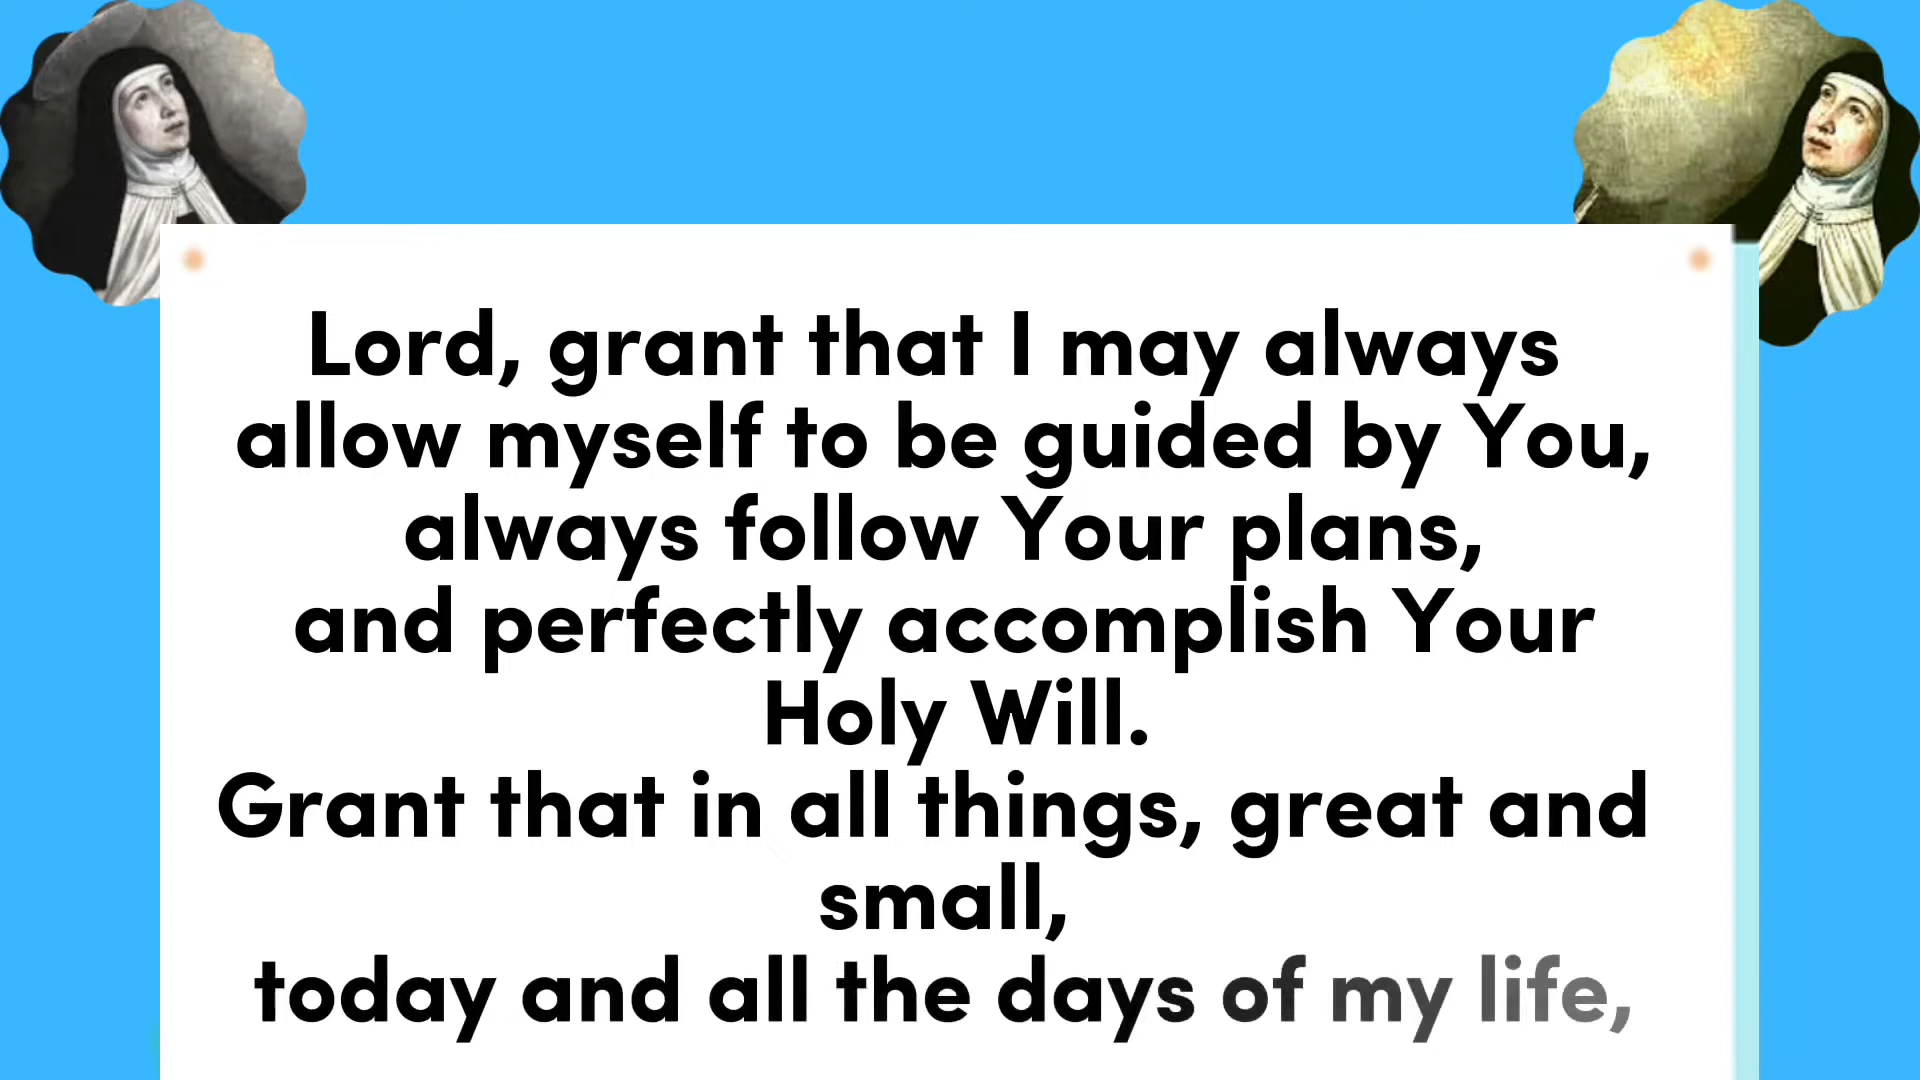 Lord, grant that I may always
allow myself to be guided by You,
always follow Your plans,
and perfectly accomplish Your
Holy Will.
Grant that in all things, great and
small,
today and all the days of my life,